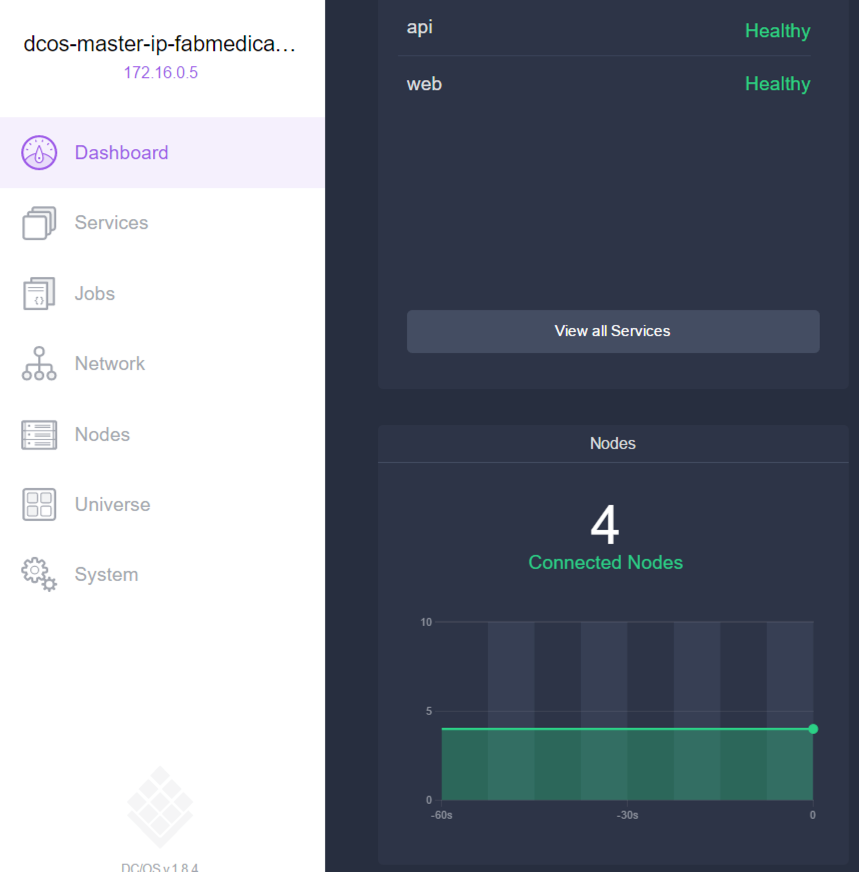 dcos-master-ip-fabmedica...
172.16.0.5
Dashboard
Services
Jobs
Network
Nodes
Universe
System
DC/OS v.1.8.4
api Healthy
web Healthy
View all Services
Nodes
4
Connected Nodes
10
5
0
-60s -30s 0